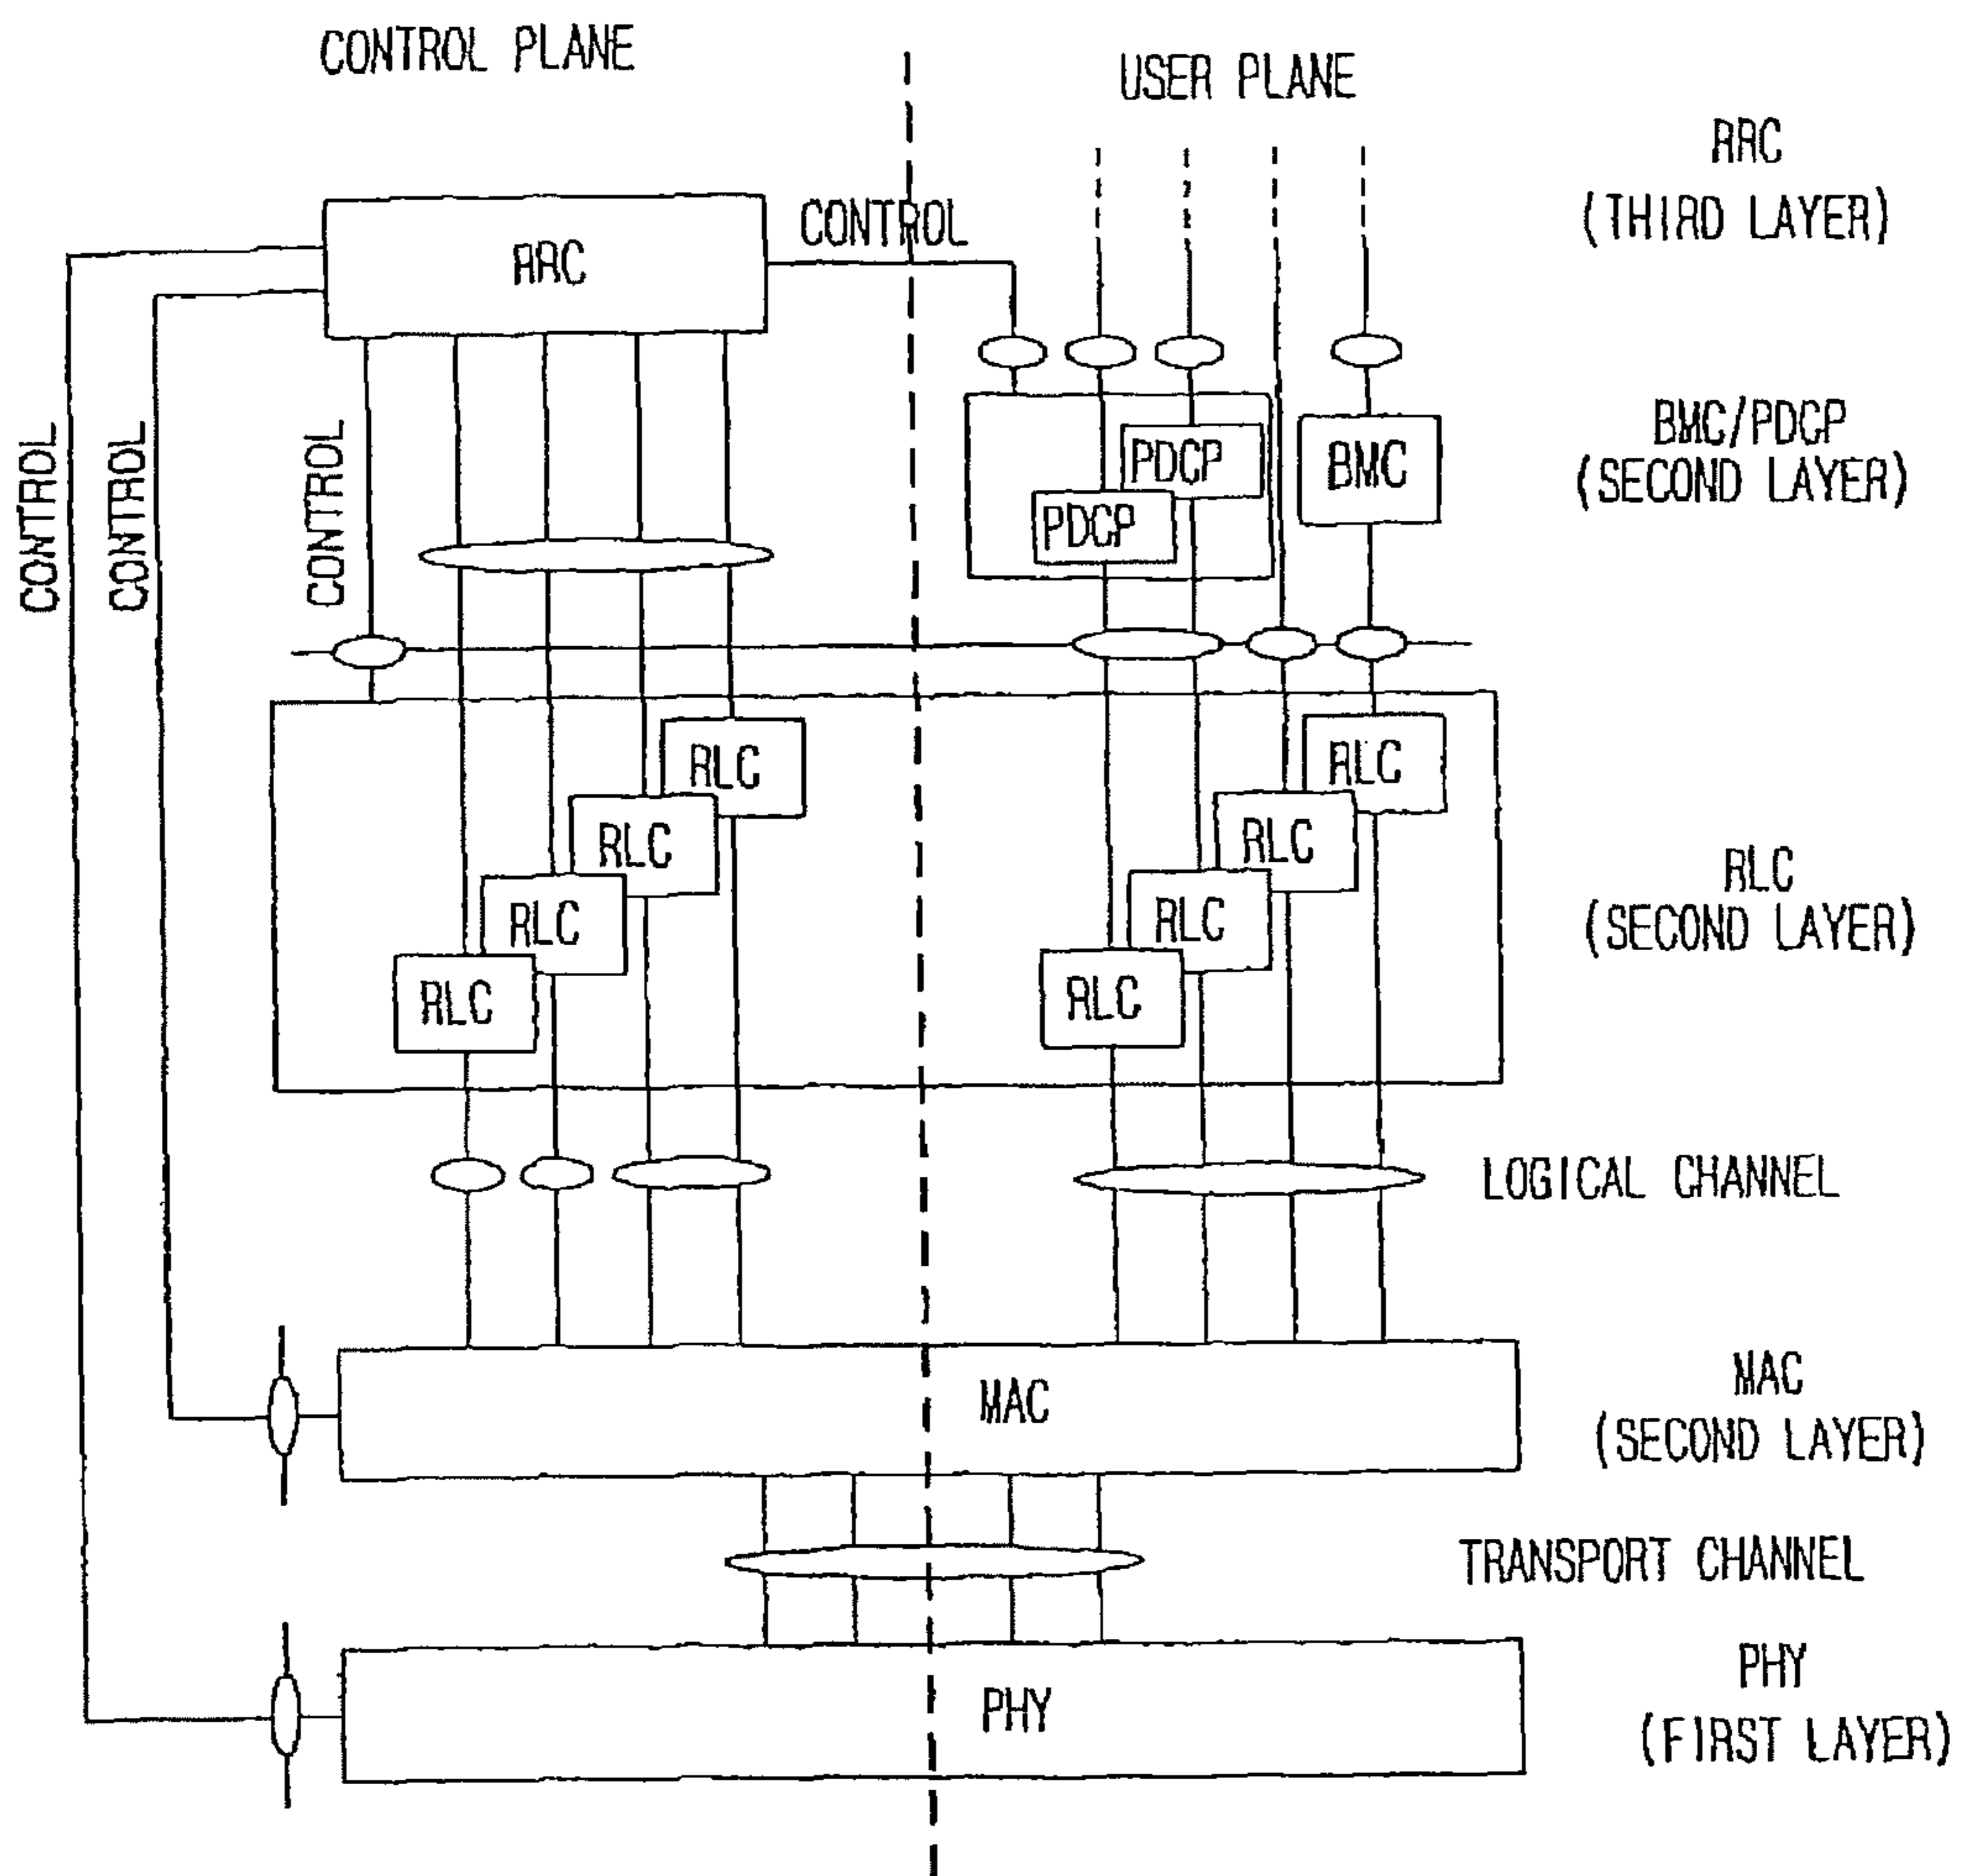 CONTROL PLANE
USER PLANE
RRC
(THIRD LAYER)
CONTROL
RRC
CONTROL
CONTROL
CONTROL
PDCP
PDCP
BMC
BMC/PDCP
(SECOND LAYER)
RLC
RLC
RLC
RLC
RLC
RLC
RLC
RLC
RLC
(SECOND LAYER)
LOGICAL CHANNEL
MAC
MAC
(SECOND LAYER)
TRANSPORT CHANNEL
PHY
PHY
(FIRST LAYER)